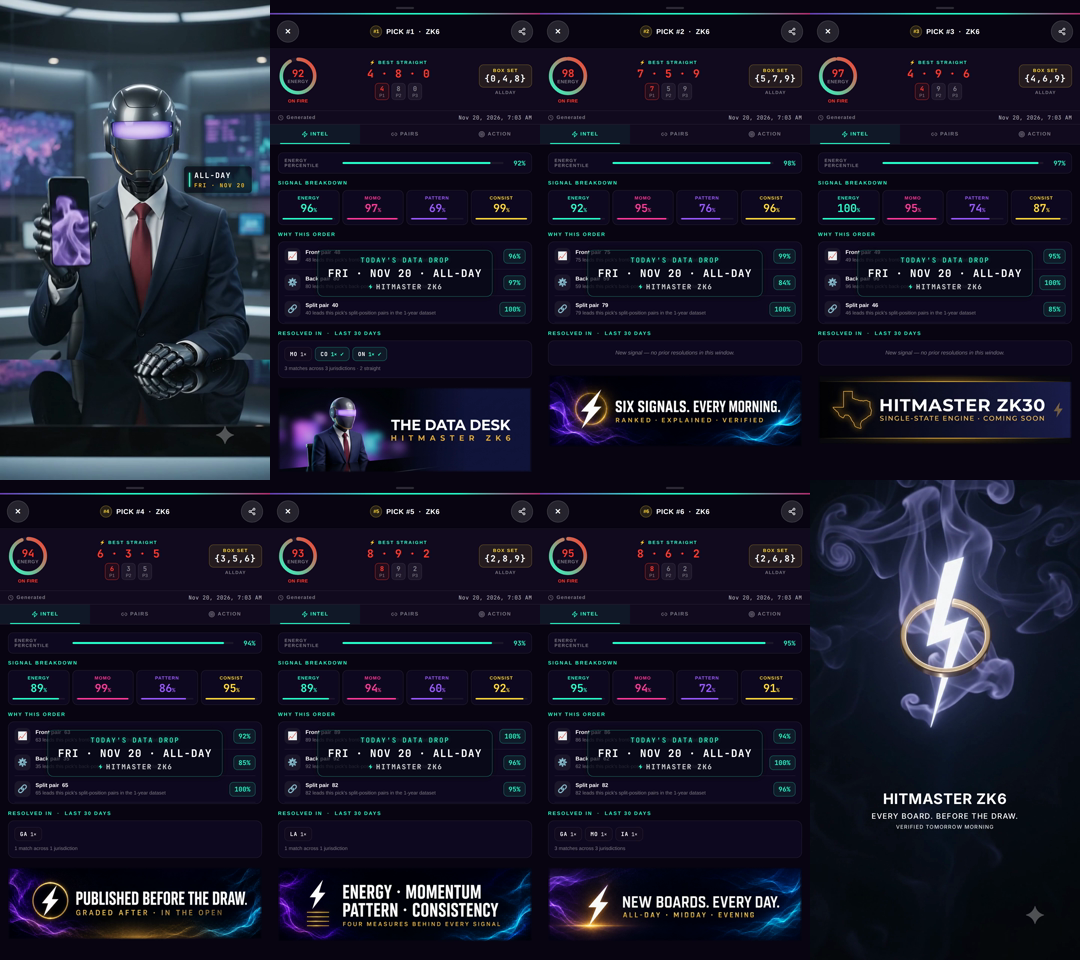 ALL-DAY
FRI · NOV 20
#1 PICK #1 · ZK6
92
ENERGY
ON FIRE
⚡ BEST STRAIGHT
4 · 8 · 0
4 8 0
P1 P2 P3
BOX SET
{0,4,8}
ALLDAY
Generated
Nov 20, 2026, 7:03 AM
INTEL PAIRS ACTION
ENERGY PERCENTILE 92%
SIGNAL BREAKDOWN
ENERGY MOMO PATTERN CONSIST
96% 97% 69% 99%
WHY THIS ORDER
Front pair 96%
TODAY'S DATA DROP
FRI · NOV 20 · ALL-DAY
HITMASTER ZK6
Back 97%
Split pair 40 100%
40 leads this pick's split-position pairs in the 1-year dataset
RESOLVED IN · LAST 30 DAYS
MO 1× CO 1× ✓ ON 1× ✓
3 matches across 3 jurisdictions · 2 straight
THE DATA DESK
HITMASTER ZK6
#2 PICK #2 · ZK6
98
ENERGY
ON FIRE
⚡ BEST STRAIGHT
7 · 5 · 9
7 5 9
P1 P2 P3
BOX SET
{5,7,9}
ALLDAY
Generated
Nov 20, 2026, 7:03 AM
INTEL PAIRS ACTION
ENERGY PERCENTILE 98%
SIGNAL BREAKDOWN
ENERGY MOMO PATTERN CONSIST
92% 95% 76% 96%
WHY THIS ORDER
Front 99%
TODAY'S DATA DROP
FRI · NOV 20 · ALL-DAY
HITMASTER ZK6
Back 84%
Split pair 79 100%
79 leads this pick's split-position pairs in the 1-year dataset
RESOLVED IN · LAST 30 DAYS
New signal — no prior resolutions in this window.
SIX SIGNALS. EVERY MORNING.
RANKED · EXPLAINED · VERIFIED
#3 PICK #3 · ZK6
97
ENERGY
ON FIRE
⚡ BEST STRAIGHT
4 · 9 · 6
4 9 6
P1 P2 P3
BOX SET
{4,6,9}
ALLDAY
Generated
Nov 20, 2026, 7:03 AM
INTEL PAIRS ACTION
ENERGY PERCENTILE 97%
SIGNAL BREAKDOWN
ENERGY MOMO PATTERN CONSIST
100% 95% 74% 87%
WHY THIS ORDER
Front 95%
TODAY'S DATA DROP
FRI · NOV 20 · ALL-DAY
HITMASTER ZK6
Back 100%
Split pair 46 85%
46 leads this pick's split-position pairs in the 1-year dataset
RESOLVED IN · LAST 30 DAYS
New signal — no prior resolutions in this window.
HITMASTER ZK30
SINGLE-STATE ENGINE · COMING SOON
#4 PICK #4 · ZK6
94
ENERGY
ON FIRE
⚡ BEST STRAIGHT
6 · 3 · 5
6 3 5
P1 P2 P3
BOX SET
{3,5,6}
ALLDAY
Generated
Nov 20, 2026, 7:03 AM
INTEL PAIRS ACTION
ENERGY PERCENTILE 94%
SIGNAL BREAKDOWN
ENERGY MOMO PATTERN CONSIST
89% 99% 86% 95%
WHY THIS ORDER
Front 92%
TODAY'S DATA DROP
FRI · NOV 20 · ALL-DAY
HITMASTER ZK6
Back 85%
Split pair 65 100%
65 leads this pick's split-position pairs in the 1-year dataset
RESOLVED IN · LAST 30 DAYS
GA 1×
1 match across 1 jurisdiction
PUBLISHED BEFORE THE DRAW.
GRADED AFTER · IN THE OPEN
#5 PICK #5 · ZK6
93
ENERGY
ON FIRE
⚡ BEST STRAIGHT
8 · 9 · 2
8 9 2
P1 P2 P3
BOX SET
{2,8,9}
ALLDAY
Generated
Nov 20, 2026, 7:03 AM
INTEL PAIRS ACTION
ENERGY PERCENTILE 93%
SIGNAL BREAKDOWN
ENERGY MOMO PATTERN CONSIST
89% 94% 60% 92%
WHY THIS ORDER
Front 100%
TODAY'S DATA DROP
FRI · NOV 20 · ALL-DAY
HITMASTER ZK6
Back 96%
Split pair 82 95%
82 leads this pick's split-position pairs in the 1-year dataset
RESOLVED IN · LAST 30 DAYS
LA 1×
1 match across 1 jurisdiction
ENERGY · MOMENTUM
PATTERN · CONSISTENCY
FOUR MEASURES BEHIND EVERY SIGNAL
#6 PICK #6 · ZK6
95
ENERGY
ON FIRE
⚡ BEST STRAIGHT
8 · 6 · 2
8 6 2
P1 P2 P3
BOX SET
{2,6,8}
ALLDAY
Generated
Nov 20, 2026, 7:03 AM
INTEL PAIRS ACTION
ENERGY PERCENTILE 95%
SIGNAL BREAKDOWN
ENERGY MOMO PATTERN CONSIST
95% 94% 72% 91%
WHY THIS ORDER
Front 94%
TODAY'S DATA DROP
FRI · NOV 20 · ALL-DAY
HITMASTER ZK6
Back 100%
Split pair 82 96%
82 leads this pick's split-position pairs in the 1-year dataset
RESOLVED IN · LAST 30 DAYS
GA 1× MO 1× IA 1×
3 matches across 3 jurisdictions
NEW BOARDS. EVERY DAY.
ALL-DAY · MIDDAY · EVENING
HITMASTER ZK6
EVERY BOARD. BEFORE THE DRAW.
VERIFIED TOMORROW MORNING